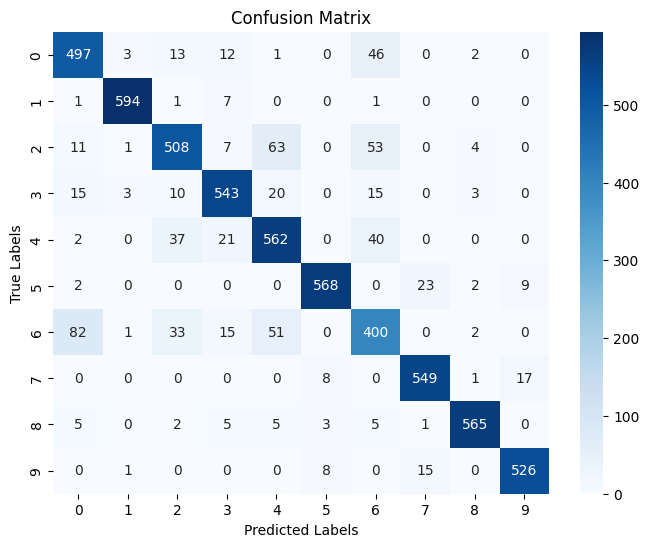 Confusion Matrix
0 497 3 13 12 1 0 46 0 2 0
1 1 594 1 7 0 0 1 0 0 0
2 11 1 508 7 63 0 53 0 4 0
3 15 3 10 543 20 0 15 0 3 0
4 2 0 37 21 562 0 40 0 0 0
5 2 0 0 0 0 568 0 23 2 9
6 82 1 33 15 51 0 400 0 2 0
7 0 0 0 0 0 8 0 549 1 17
8 5 0 2 5 5 3 5 1 565 0
9 0 1 0 0 0 8 0 15 0 526
0 1 2 3 4 5 6 7 8 9
Predicted Labels
True Labels
500
400
300
200
100
0